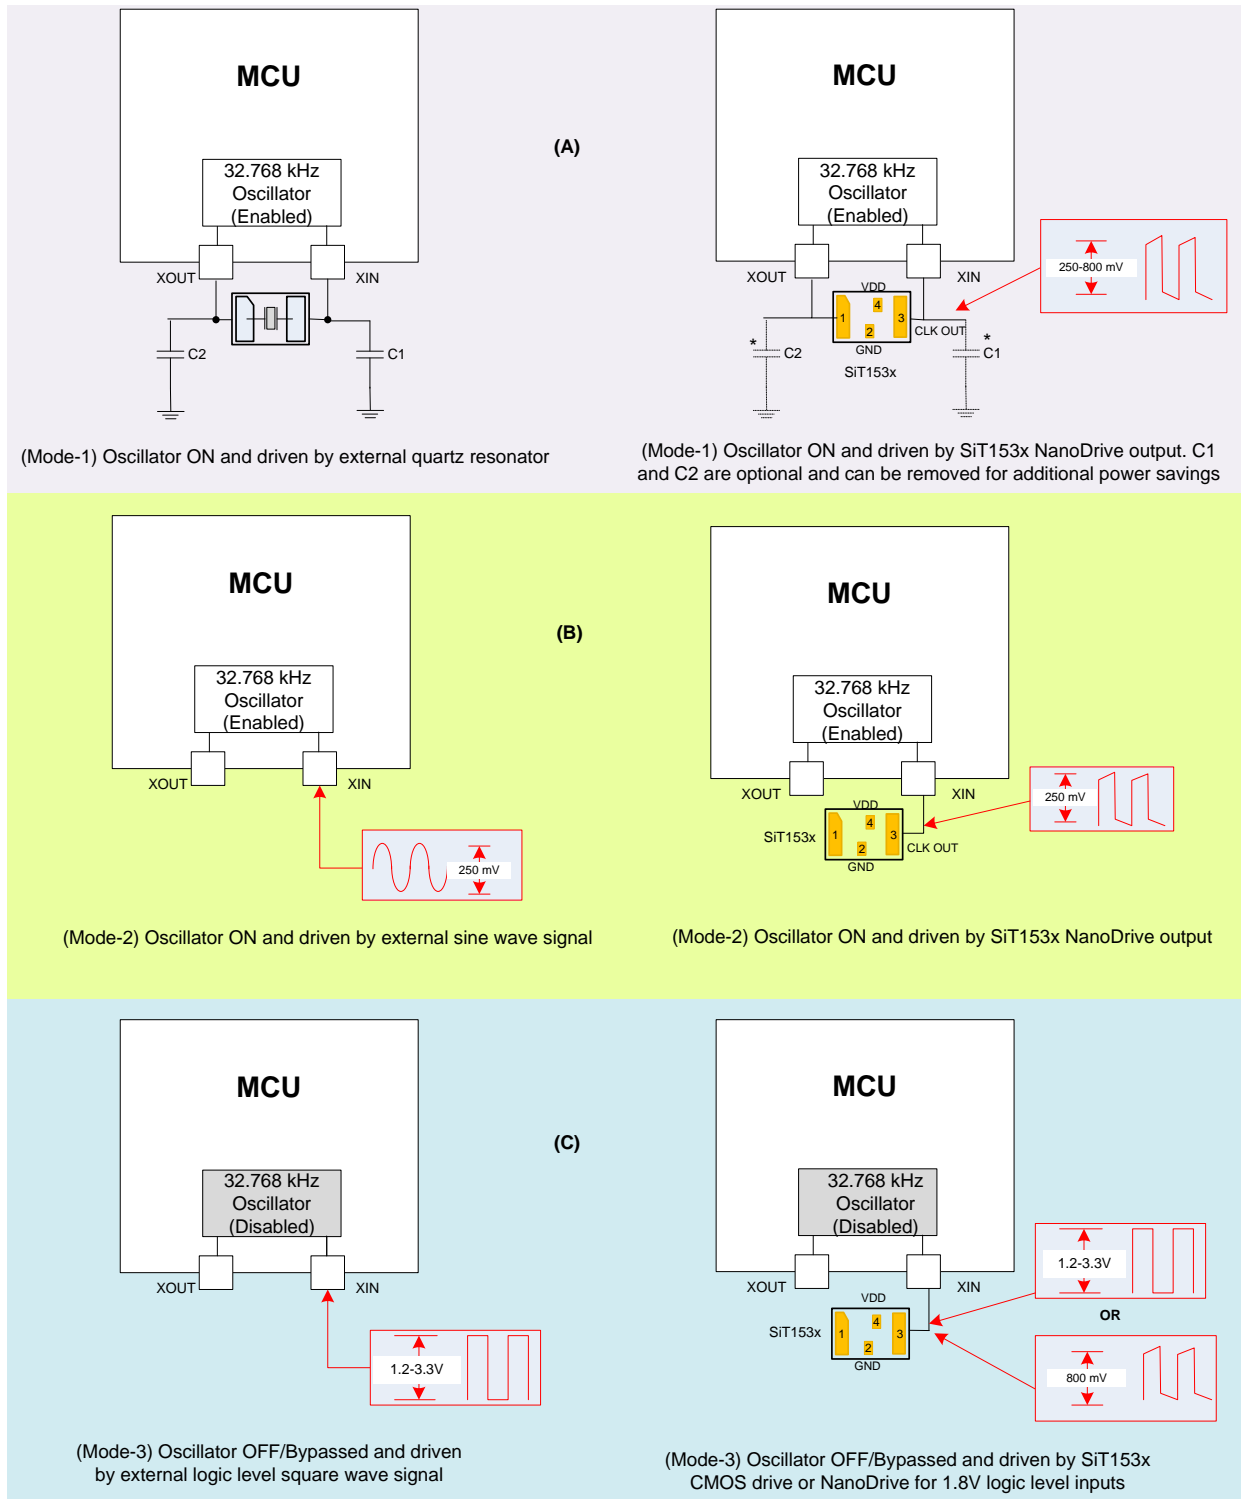 MCU
32.768 kHz
Oscillator
(Enabled)
XOUT
XIN
C2
C1
(Mode-1) Oscillator ON and driven by external quartz resonator
(A)
MCU
32.768 kHz
Oscillator
(Enabled)
XOUT
XIN
VDD
1
4
2
3
CLK OUT
GND
SiT153x
* C2
* C1
250-800 mV
(Mode-1) Oscillator ON and driven by SiT153x NanoDrive output. C1
and C2 are optional and can be removed for additional power savings
MCU
32.768 kHz
Oscillator
(Enabled)
XOUT
XIN
250 mV
(Mode-2) Oscillator ON and driven by external sine wave signal
(B)
MCU
32.768 kHz
Oscillator
(Enabled)
XOUT
XIN
VDD
SiT153x
1
4
2
3
CLK OUT
GND
250 mV
(Mode-2) Oscillator ON and driven by SiT153x NanoDrive output
MCU
32.768 kHz
Oscillator
(Disabled)
XOUT
XIN
1.2-3.3V
(Mode-3) Oscillator OFF/Bypassed and driven
by external logic level square wave signal
(C)
MCU
32.768 kHz
Oscillator
(Disabled)
XOUT
XIN
VDD
SiT153x
1
4
2
3
GND
1.2-3.3V
OR
800 mV
(Mode-3) Oscillator OFF/Bypassed and driven by SiT153x
CMOS drive or NanoDrive for 1.8V logic level inputs